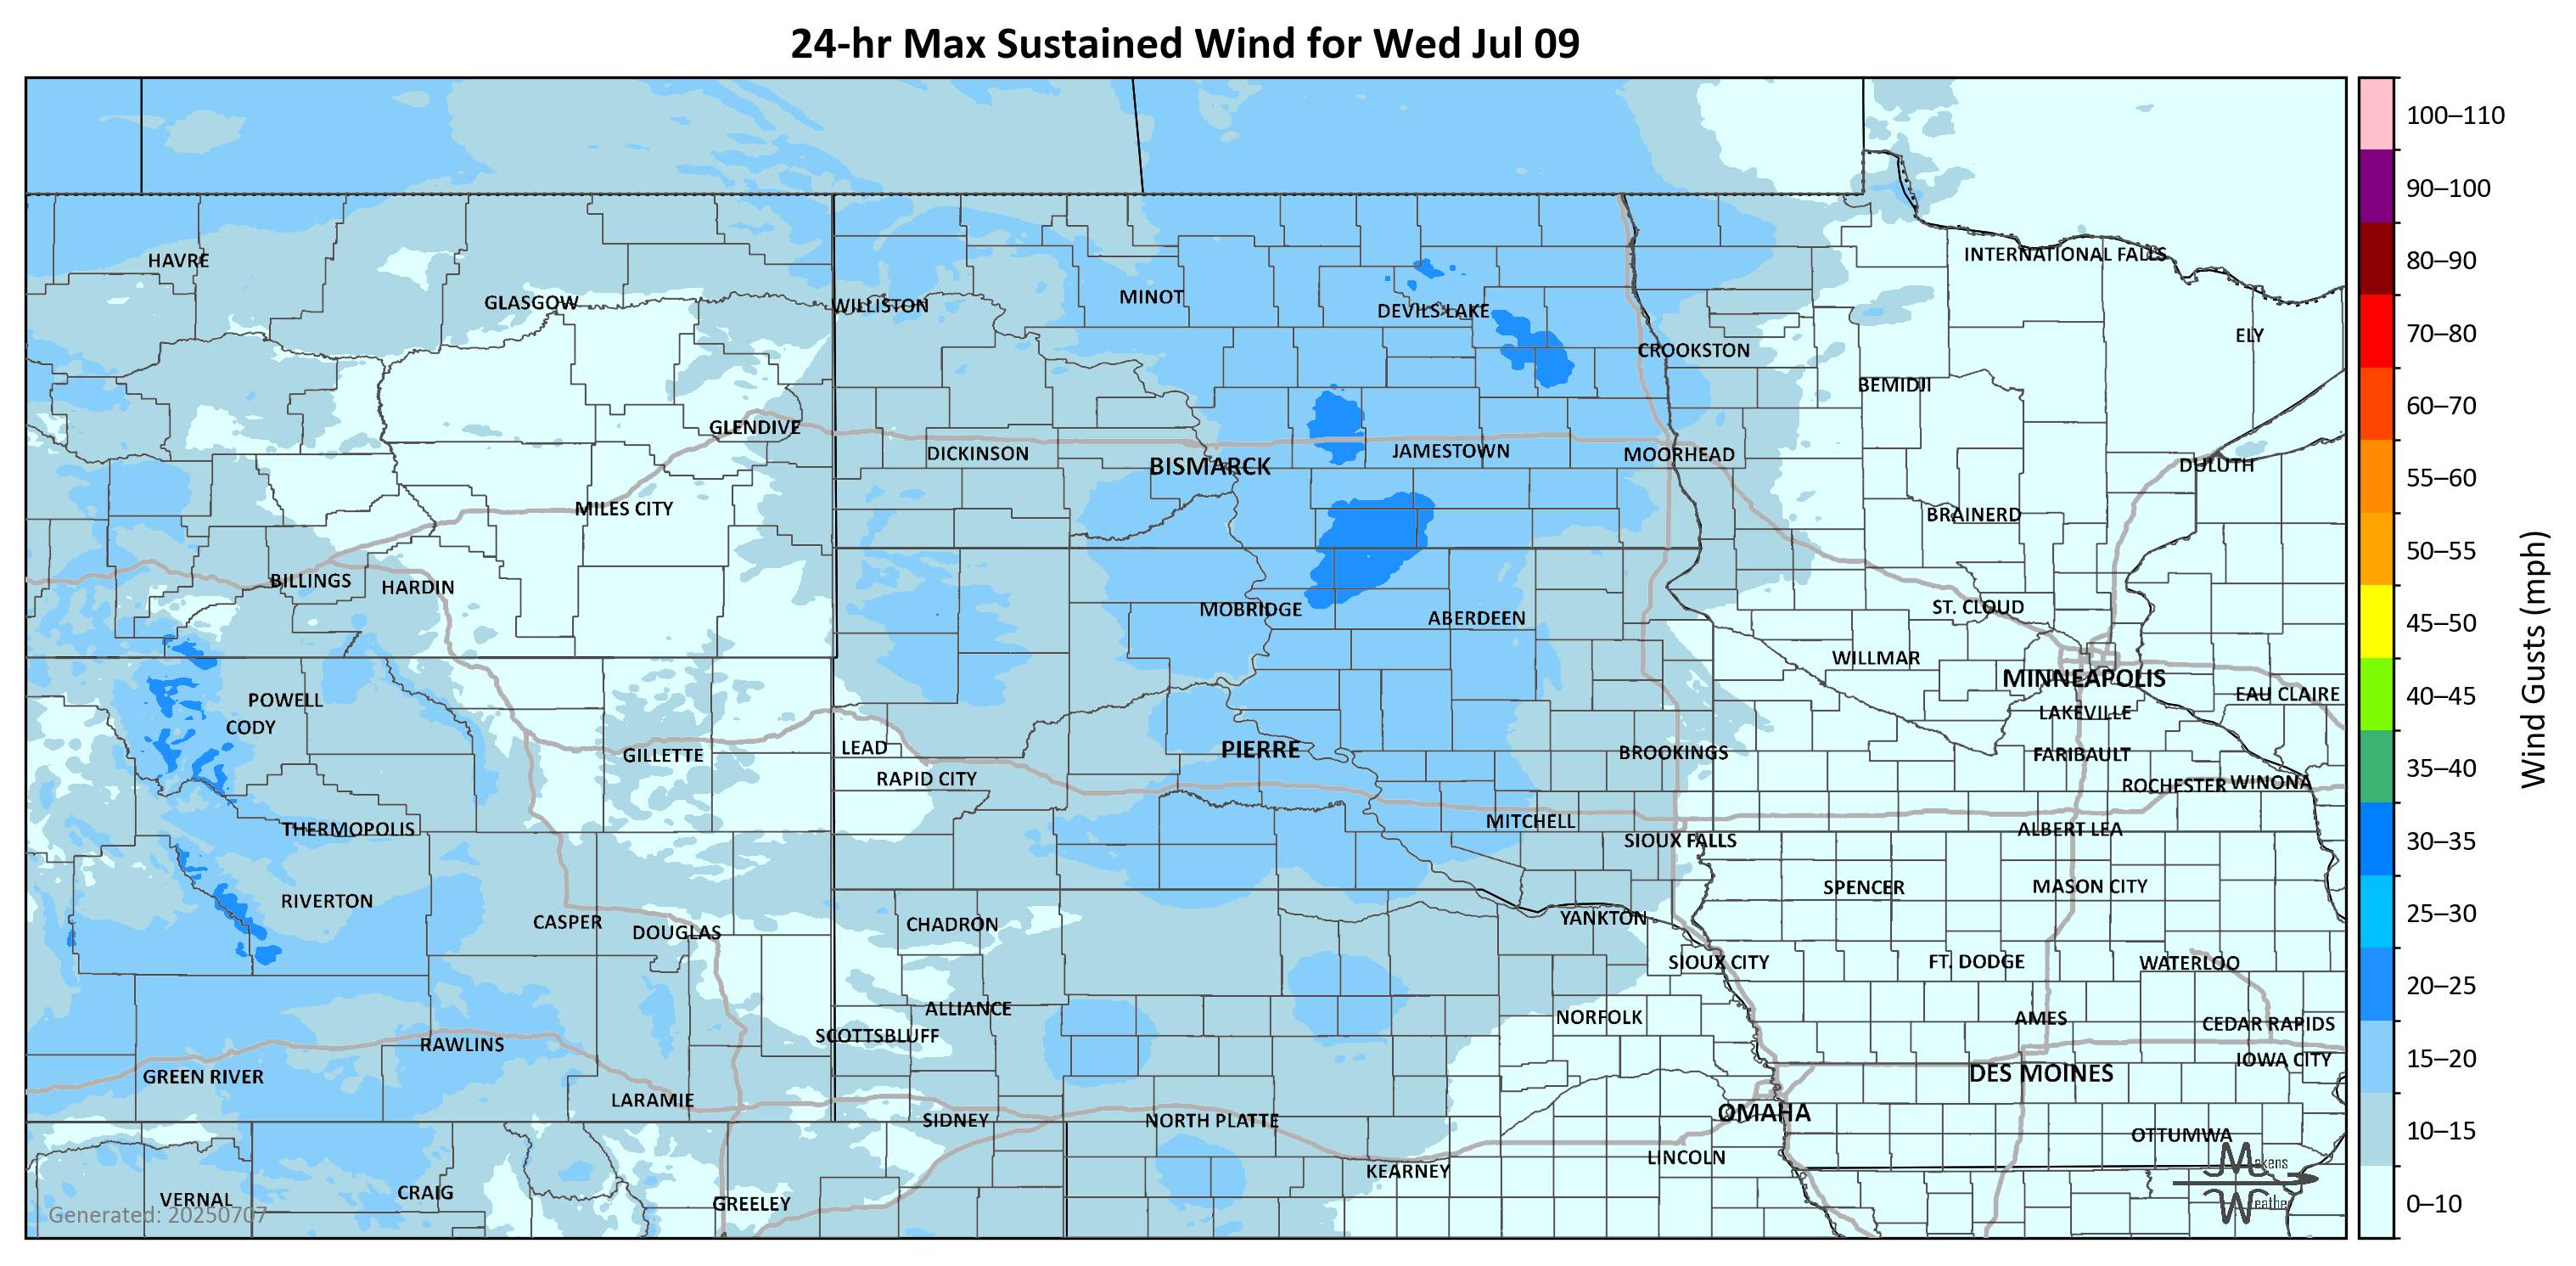 24-hr Max Sustained Wind for Wed Jul 09
100–110
90–100
80–90
70–80
60–70
55–60
50–55
45–50
40–45
35–40
30–35
25–30
20–25
15–20
10–15
0–10
Wind Gusts (mph)
HAVRE
INTERNATIONAL FALLS
GLASGOW
WILLISTON
MINOT
DEVILS LAKE
ELY
CROOKSTON
BEMIDJI
GLENDIVE
DICKINSON
BISMARCK
JAMESTOWN
MOORHEAD
DULUTH
MILES CITY
BRAINERD
BILLINGS
HARDIN
MOBRIDGE
ABERDEEN
ST. CLOUD
WILLMAR
MINNEAPOLIS
EAU CLAIRE
POWELL
CODY
LAKEVILLE
GILLETTE
LEAD
PIERRE
BROOKINGS
FARIBAULT
RAPID CITY
ROCHESTER
WINONA
THERMOPOLIS
MITCHELL
ALBERT LEA
SIOUX FALLS
RIVERTON
SPENCER
MASON CITY
CASPER
DOUGLAS
CHADRON
YANKTON
SIOUX CITY
FT. DODGE
WATERLOO
ALLIANCE
NORFOLK
AMES
CEDAR RAPIDS
SCOTTSBLUFF
RAWLINS
IOWA CITY
GREEN RIVER
DES MOINES
LARAMIE
SIDNEY
NORTH PLATTE
OMAHA
OTTUMWA
LINCOLN
KEARNEY
VERNAL
CRAIG
GREELEY
Generated: 20250707
Makens
Weather